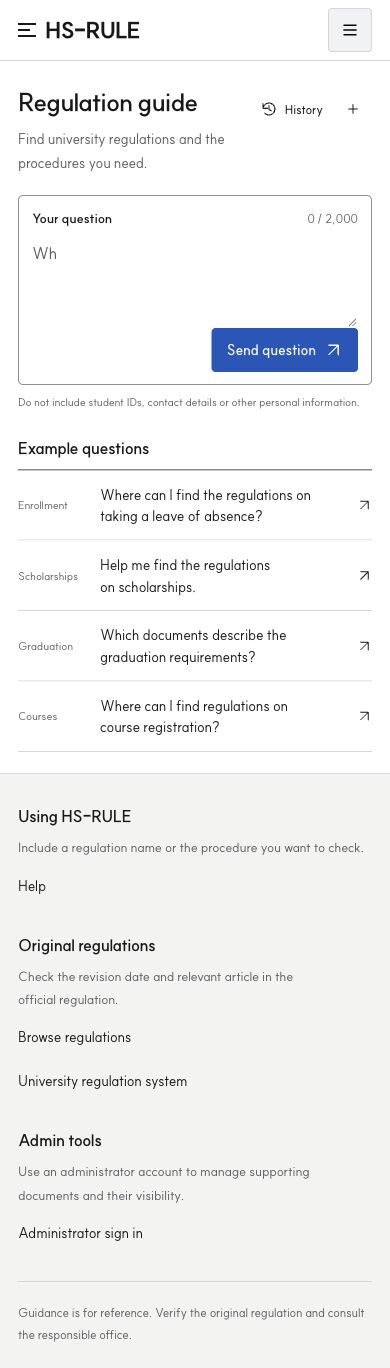 HS-RULE
Regulation guide
History
Find university regulations and the
procedures you need.
Your question
0 / 2,000
Wh
Send question
Do not include student IDs, contact details or other personal information.
Example questions
Enrollment
Where can I find the regulations on
taking a leave of absence?
Scholarships
Help me find the regulations
on scholarships.
Graduation
Which documents describe the
graduation requirements?
Courses
Where can I find regulations on
course registration?
Using HS-RULE
Include a regulation name or the procedure you want to check.
Help
Original regulations
Check the revision date and relevant article in the
official regulation.
Browse regulations
University regulation system
Admin tools
Use an administrator account to manage supporting
documents and their visibility.
Administrator sign in
Guidance is for reference. Verify the original regulation and consult
the responsible office.